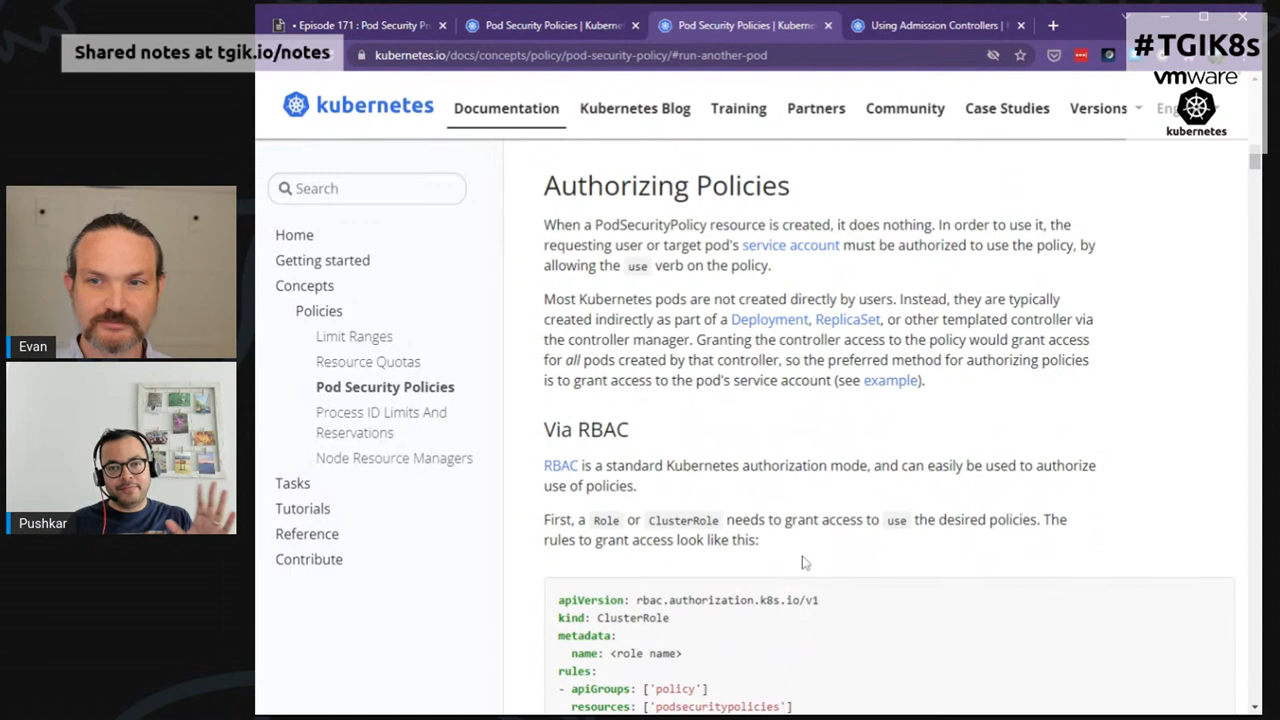 Shared notes at tgik.io/notes
• Episode 171 : Pod Security Pr
Pod Security Policies | Kuberne
Pod Security Policies | Kuberne
Using Admission Controllers |
kubernetes.io/docs/concepts/policy/pod-security-policy/#run-another-pod
#TGIK8s
vmware
kubernetes
kubernetes
Documentation
Kubernetes Blog
Training
Partners
Community
Case Studies
Versions
Search
Home
Getting started
Concepts
Policies
Limit Ranges
Resource Quotas
Pod Security Policies
Process ID Limits And
Reservations
Node Resource Managers
Tasks
Tutorials
Reference
Contribute
Authorizing Policies
When a PodSecurityPolicy resource is created, it does nothing. In order to use it, the
requesting user or target pod's service account must be authorized to use the policy, by
allowing the use verb on the policy.
Most Kubernetes pods are not created directly by users. Instead, they are typically
created indirectly as part of a Deployment, ReplicaSet, or other templated controller via
the controller manager. Granting the controller access to the policy would grant access
for all pods created by that controller, so the preferred method for authorizing policies
is to grant access to the pod's service account (see example).
Via RBAC
RBAC is a standard Kubernetes authorization mode, and can easily be used to authorize
use of policies.
First, a Role or ClusterRole needs to grant access to use the desired policies. The
rules to grant access look like this:
apiVersion: rbac.authorization.k8s.io/v1
kind: ClusterRole
metadata:
name: <role name>
rules:
- apiGroups: ['policy']
resources: ['podsecuritypolicies']
Evan
Pushkar